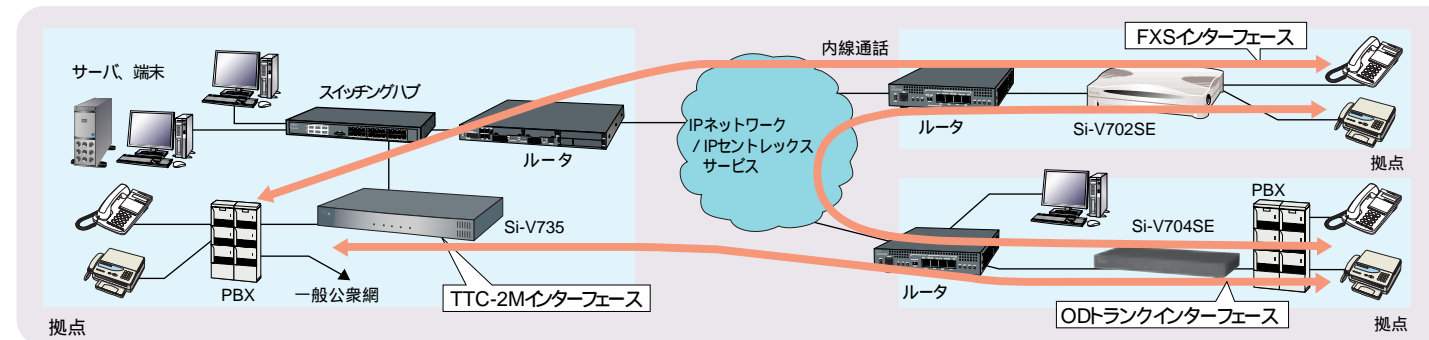 サーバ、端末
スイッチングハブ
ルータ
Si-V735
PBX
一般公衆網
TTC-2Mインターフェース
拠点
IPネットワーク
/ IPセントレックス
サービス
内線通話
FXSインターフェース
ルータ
Si-V702SE
拠点
PBX
Si-V704SE
ルータ
ODトランクインターフェース
拠点